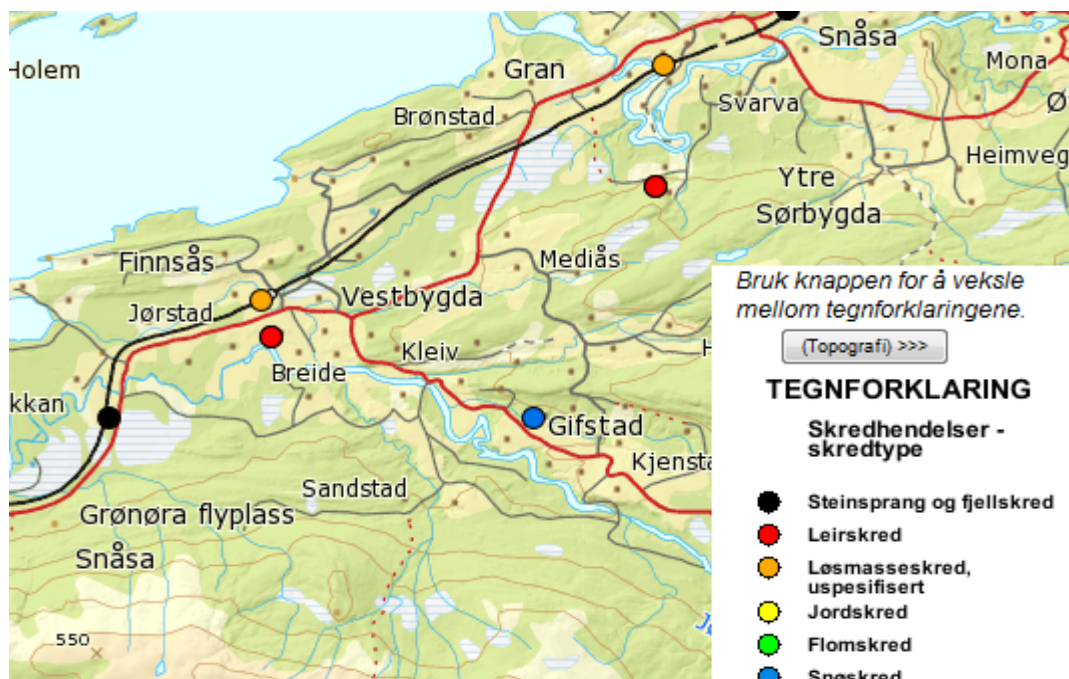 Snåsa
Holem
Gran
Mona
Svarva
Brønstad
Ø
Heimveg
Ytre
Sørbygda
Mediås
Finnsås
Vestbygda
Jørstad
Kleiv
Breide
kkan
Gifstad
Kjensta
H
Sandstad
Grønøra flyplass
Snåsa
550
Bruk knappen for å veksle
mellom tegnforklaringene.
(Topografi) >>>
TEGNFORKLARING
Skredhendelser -
skredtype
Steinsprang og fjellskred
Leirskred
Løsmasseskred,
uspesifisert
Jordskred
Flomskred
Snøskred